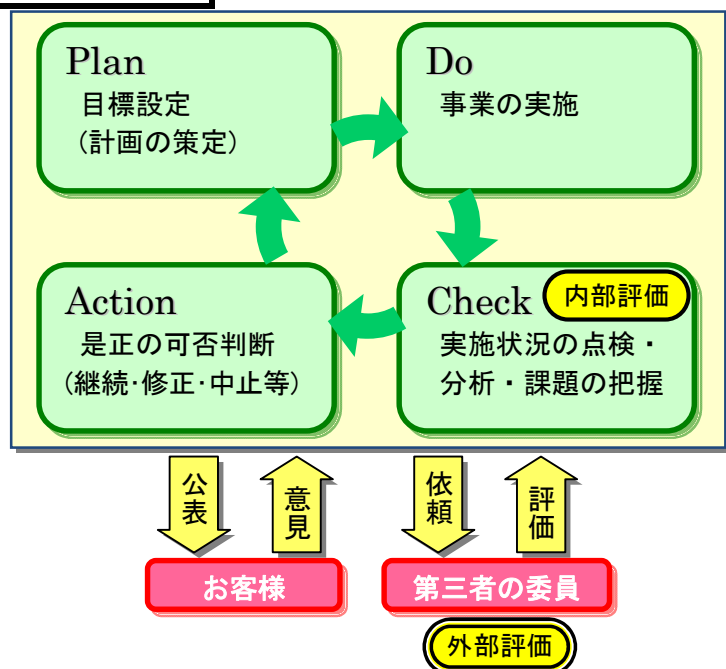 Plan
目標設定
(計画の策定)
Do
事業の実施
Action
是正の可否判断
(継続･修正･中止等)
Check
内部評価
実施状況の点検・
分析・課題の把握
公表
意見
依頼
評価
お客様
第三者の委員
外部評価